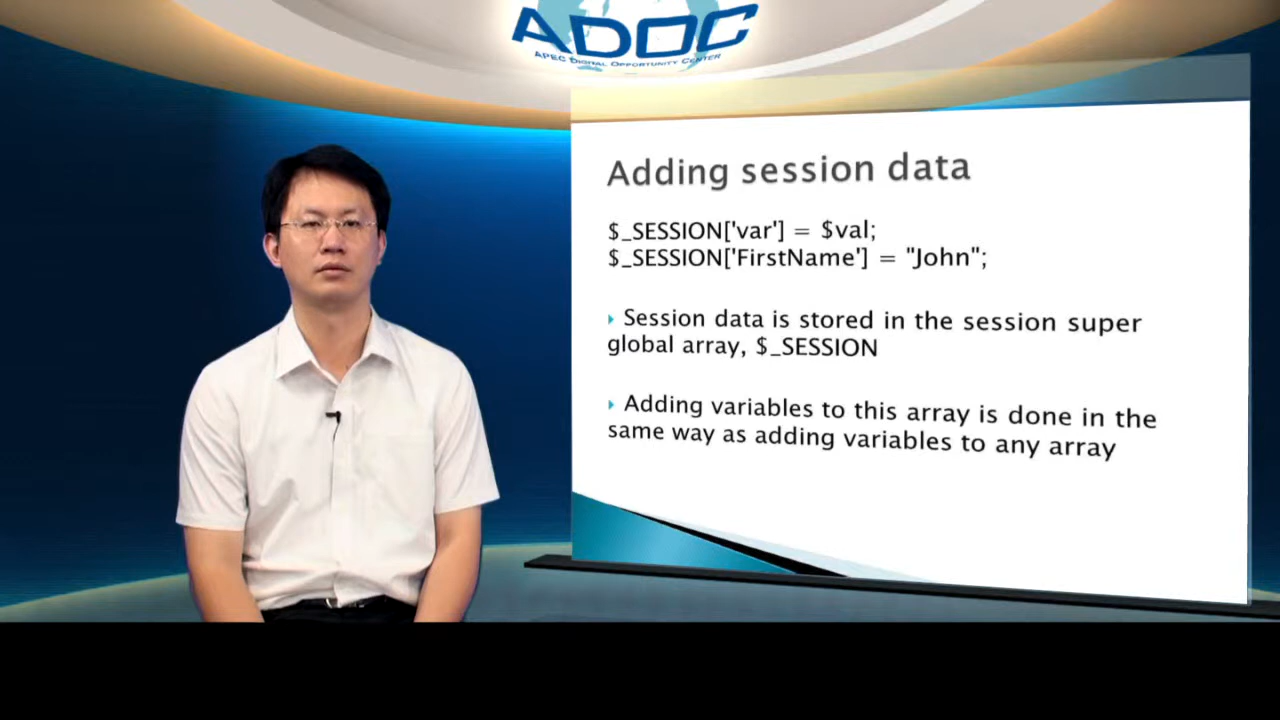 ADOC
APEC DIGITAL OPPORTUNITY CENTER
Adding session data
$_SESSION['var'] = $val;
$_SESSION['FirstName'] = "John";
Session data is stored in the session super
global array, $_SESSION
Adding variables to this array is done in the
same way as adding variables to any array